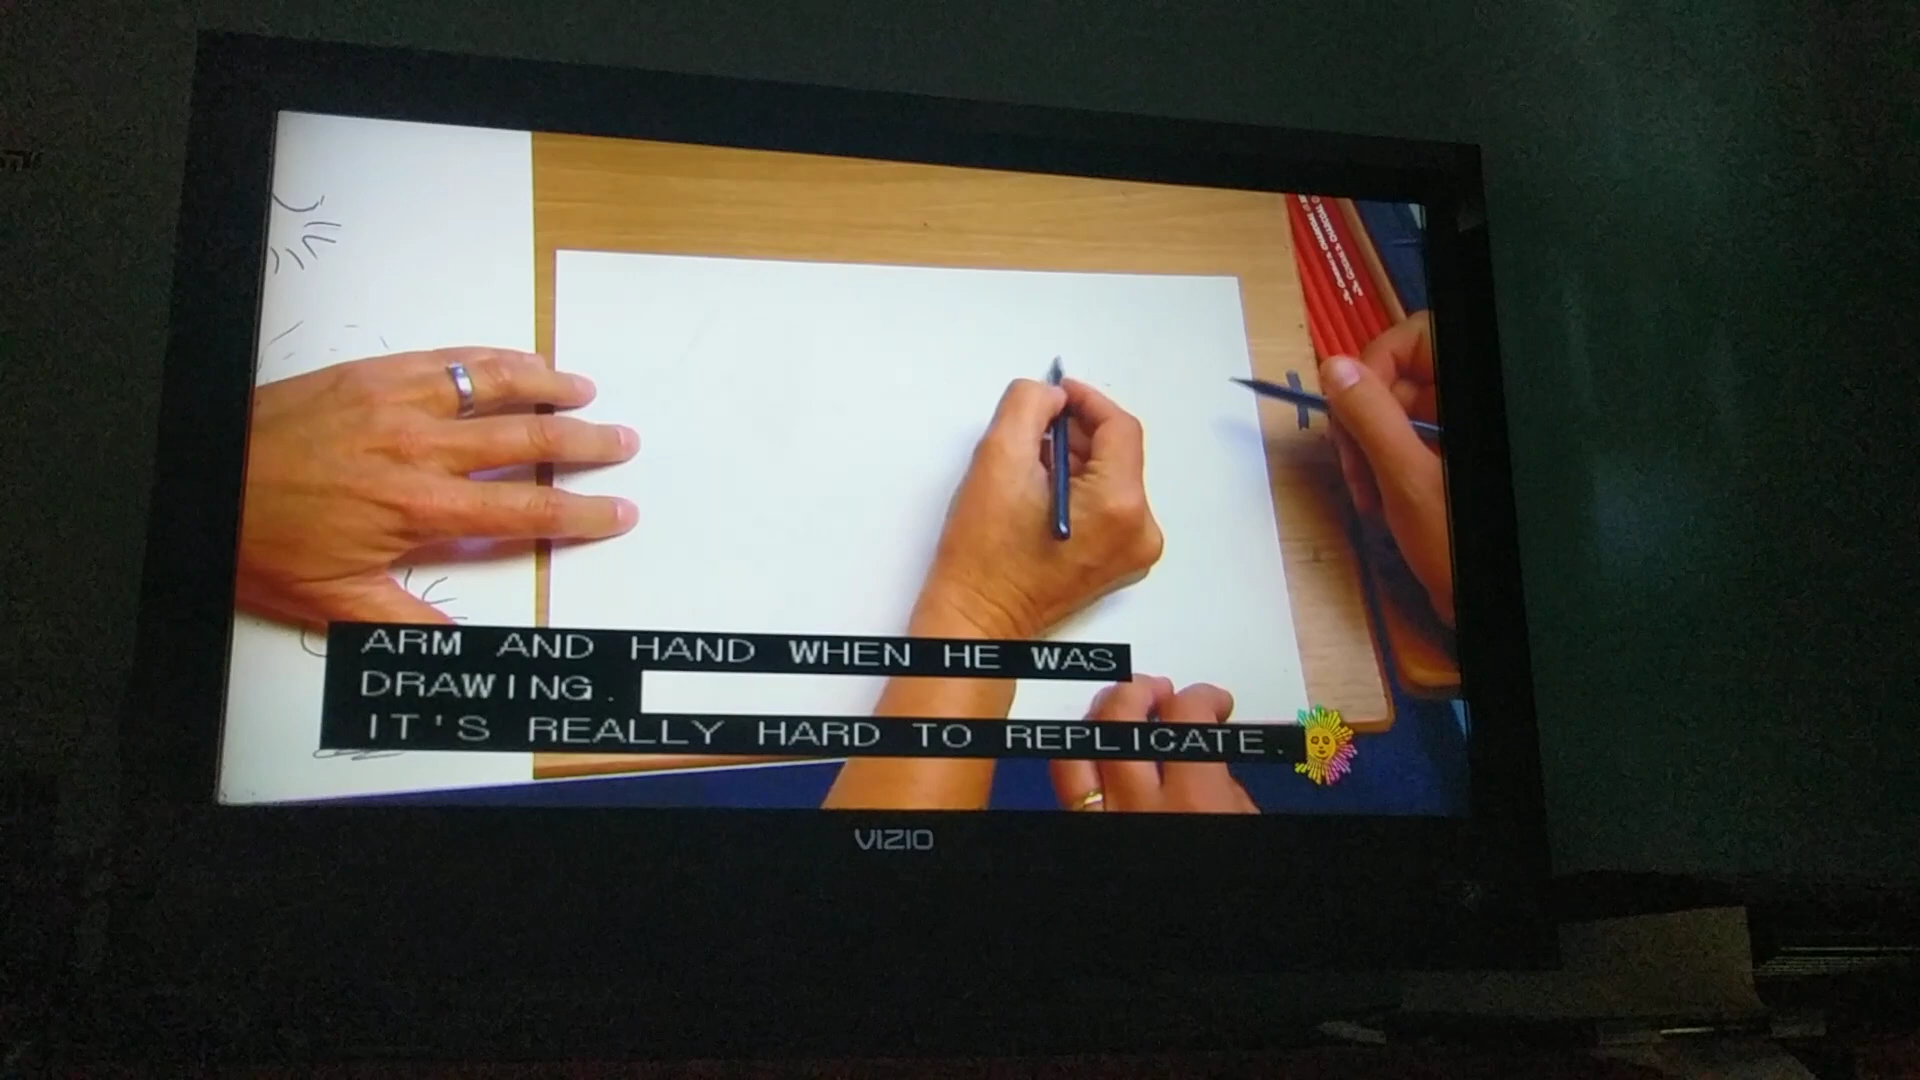 ARM AND HAND WHEN HE WAS
DRAWING.
IT'S REALLY HARD TO REPLICATE.
VIZIO